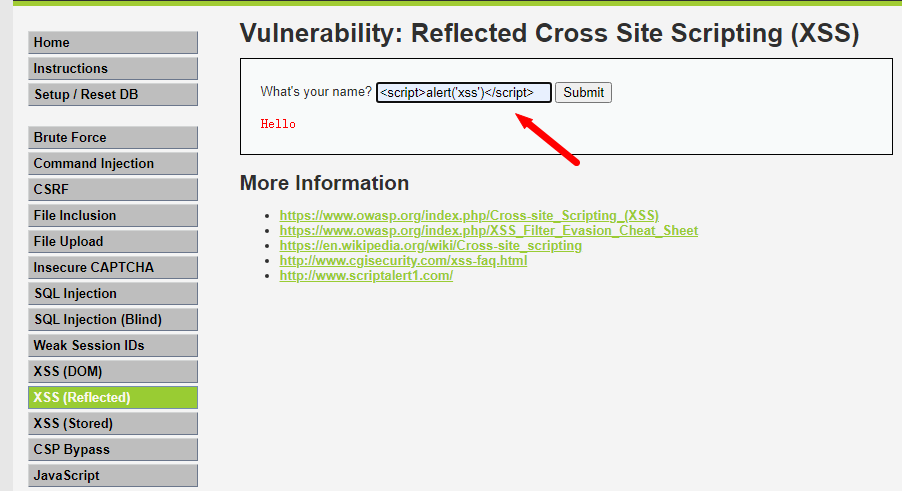 Home
Instructions
Setup / Reset DB
Brute Force
Command Injection
CSRF
File Inclusion
File Upload
Insecure CAPTCHA
SQL Injection
SQL Injection (Blind)
Weak Session IDs
XSS (DOM)
XSS (Reflected)
XSS (Stored)
CSP Bypass
JavaScript
Vulnerability: Reflected Cross Site Scripting (XSS)
What's your name? <script>alert('xss')</script> Submit
Hello
More Information
https://www.owasp.org/index.php/Cross-site_Scripting_(XSS)
https://www.owasp.org/index.php/XSS_Filter_Evasion_Cheat_Sheet
https://en.wikipedia.org/wiki/Cross-site_scripting
http://www.cgisecurity.com/xss-faq.html
http://www.scriptalert1.com/